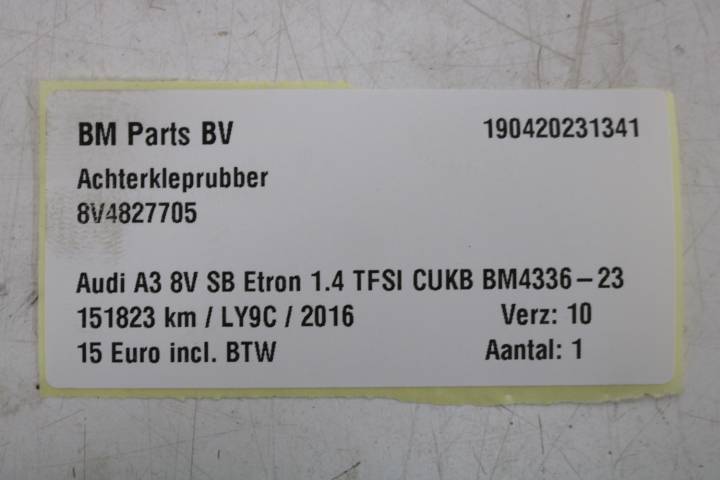 BM Parts BV 190420231341
Achterkleprubber
8V4827705
Audi A3 8V SB Etron 1.4 TFSI CUKB BM4336-23
151823 km / LY9C / 2016 Verz: 10
15 Euro incl. BTW Aantal: 1